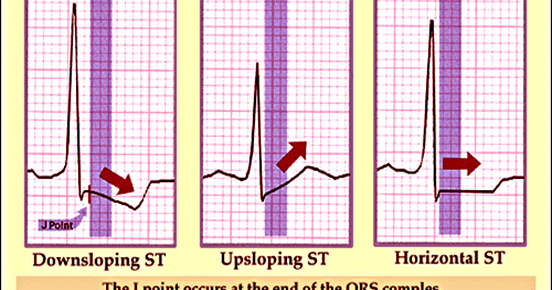 J Point
Downsloping ST
Upsloping ST
Horizontal ST
The J point occurs at the end of the QRS complex